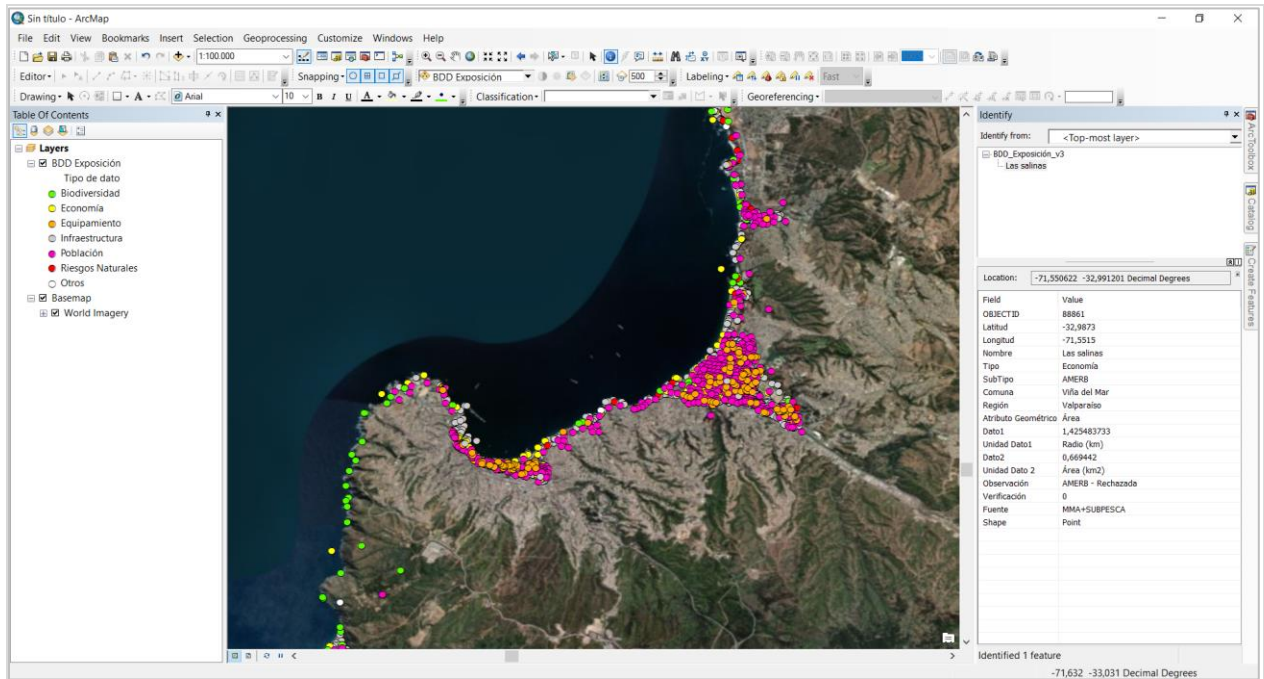 Sin título - ArcMap
File Edit View Bookmarks Insert Selection Geoprocessing Customize Windows Help
1:100.000
Editor Snapping BDD Exposición 500 Labeling Fast
Drawing Arial 10 B I U A Classification Georeferencing
Table Of Contents
Layers
BDD Exposición
Tipo de dato
Biodiversidad
Economía
Equipamiento
Infraestructura
Población
Riesgos Naturales
Otros
Basemap
World Imagery
Identify
Identify from: <Top-most layer>
BDD_Exposición_v3
Las salinas
Location: -71,550622 -32,991201 Decimal Degrees
Field Value
OBJECTID 88861
Latitud -32,9873
Longitud -71,5515
Nombre Las salinas
Tipo Economía
SubTipo AMERB
Comuna Viña del Mar
Región Valparaíso
Atributo Geométrico Área
Dato1 1,425483733
Unidad Dato1 Radio (km)
Dato2 0,669442
Unidad Dato 2 Área (km2)
Observación AMERB - Rechazada
Verificación 0
Fuente MMA+SUBPESCA
Shape Point
Identified 1 feature
ArcToolbox
Catalog
Create Features
-71,632 -33,031 Decimal Degrees